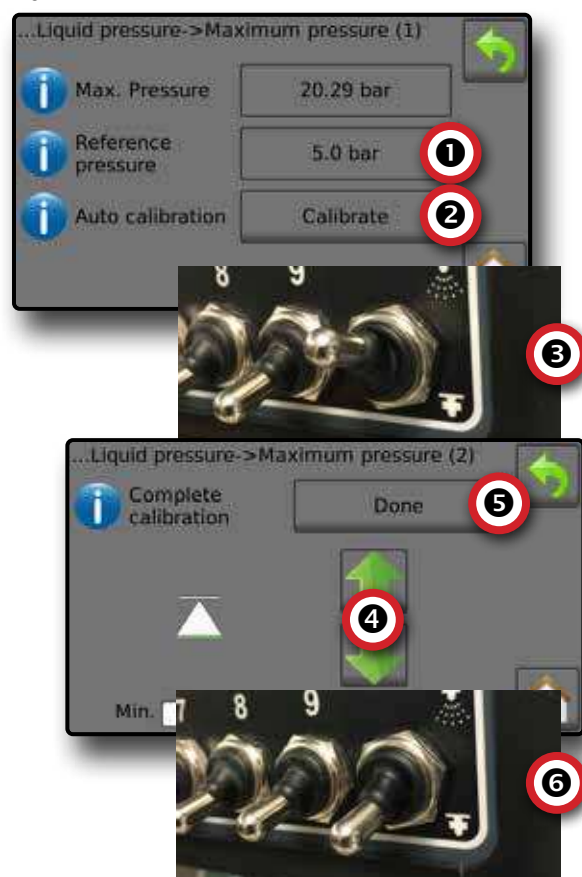 ...Liquid pressure->Maximum pressure (1)
Max. Pressure
20.29 bar
Reference
pressure
5.0 bar
1
Auto calibration
Calibrate
2
8 9
3
...Liquid pressure->Maximum pressure (2)
Complete
calibration
Done
5
4
Min.
7 8 9
6